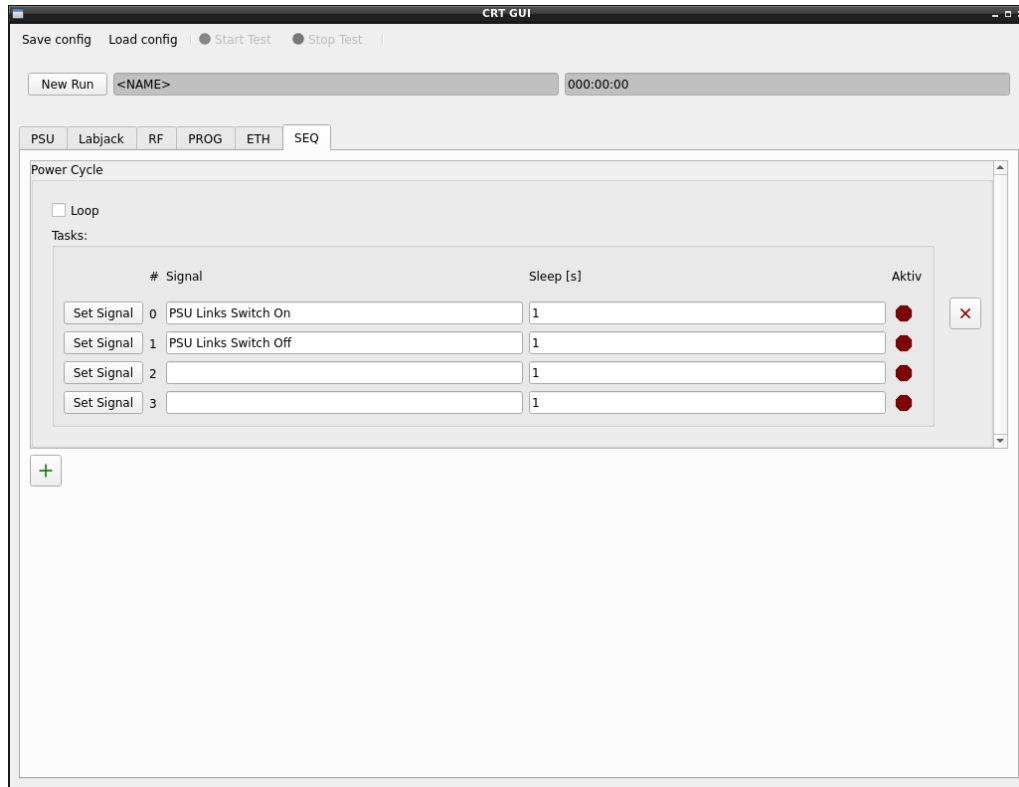 CRT GUI
Save config Load config Start Test Stop Test
New Run <NAME> 000:00:00
PSU Labjack RF PROG ETH SEQ
Power Cycle
Loop
Tasks:
# Signal Sleep [s] Aktiv
Set Signal 0 PSU Links Switch On 1
Set Signal 1 PSU Links Switch Off 1
Set Signal 2 1
Set Signal 3 1